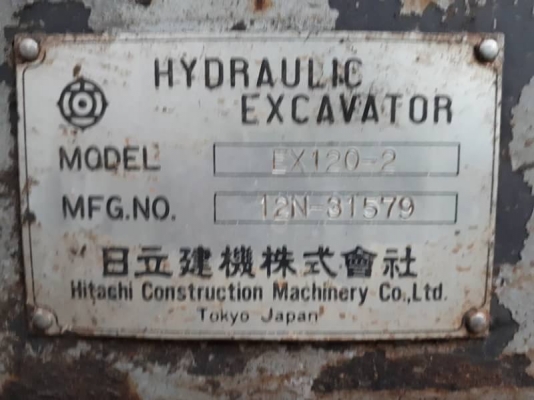 HYDRAULIC
EXCAVATOR
MODEL EX120-2
MFG.NO. 12N-31579
日立建機株式會社
Hitachi Construction Machinery Co.,Ltd.
Tokyo Japan